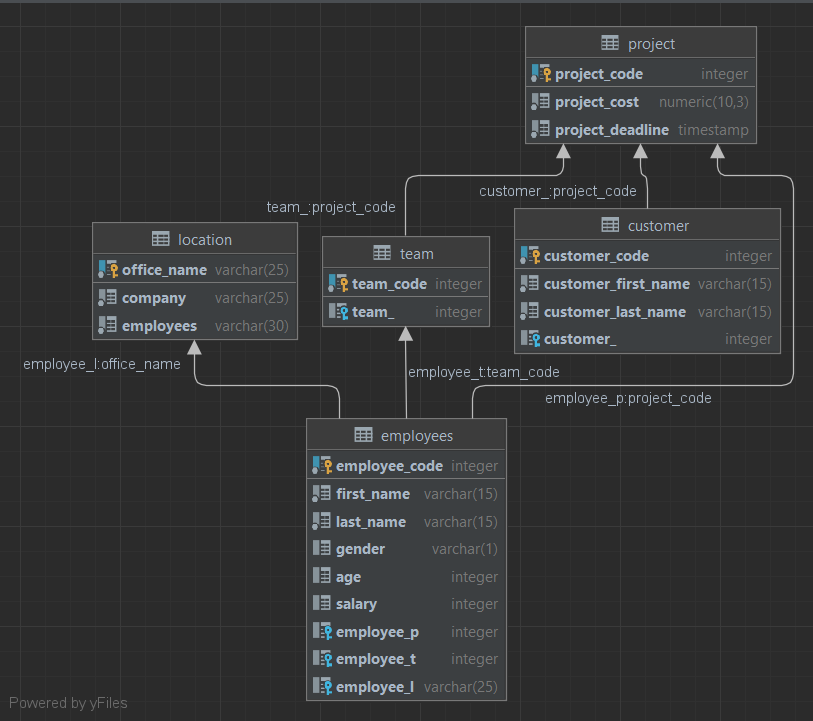 project
project_code integer
project_cost numeric(10,3)
project_deadline timestamp
team_:project_code
customer_:project_code
location
office_name varchar(25)
company varchar(25)
employees varchar(30)
team
team_code integer
team_ integer
customer
customer_code integer
customer_first_name varchar(15)
customer_last_name varchar(15)
customer_ integer
employee_l:office_name
employee_t:team_code
employee_p:project_code
employees
employee_code integer
first_name varchar(15)
last_name varchar(15)
gender varchar(1)
age integer
salary integer
employee_p integer
employee_t integer
employee_l varchar(25)
Powered by yFiles